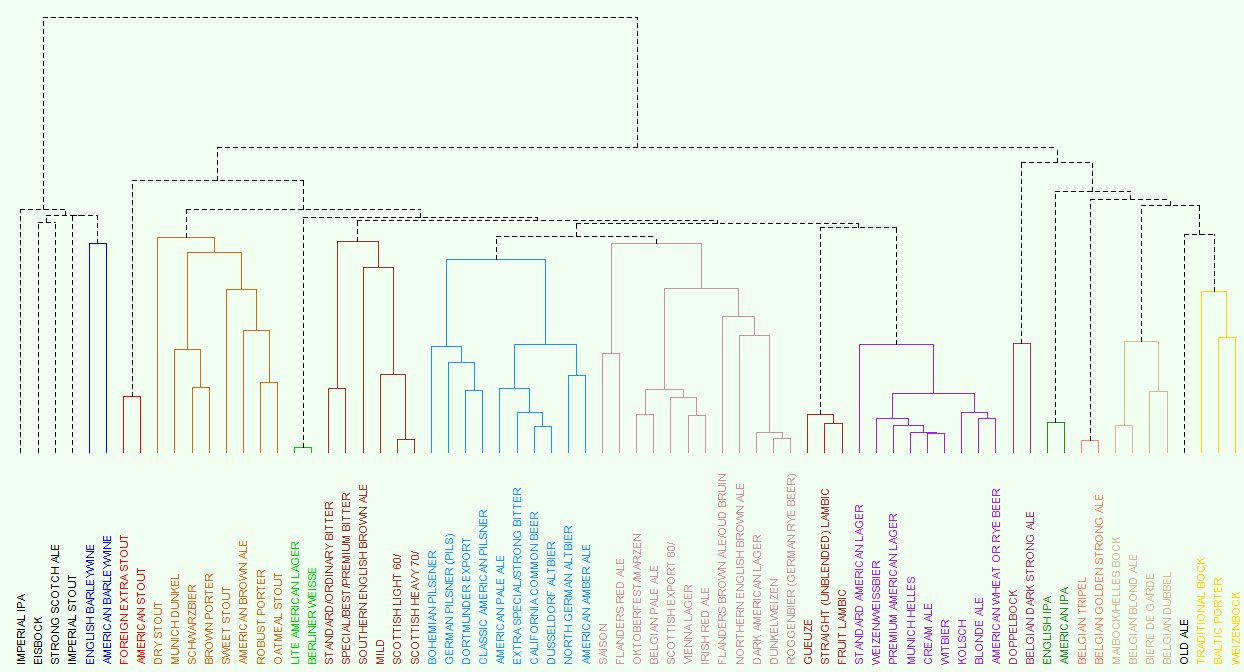 IMPERIAL IPA
EISBOCK
STRONG SCOTCH ALE
IMPERIAL STOUT
ENGLISH BARLEYWINE
AMERICAN BARLEYWINE
FOREIGN EXTRA STOUT
AMERICAN STOUT
DRY STOUT
MUNICH DUNKEL
SCHWARZBIER
BROWN PORTER
SWEET STOUT
AMERICAN BROWN ALE
ROBUST PORTER
OATMEAL STOUT
LITE AMERICAN LAGER
BERLINER WEISSE
STANDARD/ORDINARY BITTER
SPECIAL/BEST/PREMIUM BITTER
SOUTHERN ENGLISH BROWN ALE
MILD
SCOTTISH LIGHT 60/
SCOTTISH HEAVY 70/
BOHEMIAN PILSENER
GERMAN PILSNER (PILS)
DORTMUNDER EXPORT
CLASSIC AMERICAN PILSNER
AMERICAN PALE ALE
EXTRA SPECIAL/STRONG BITTER
CALIFORNIA COMMON BEER
DUSSELDORF ALTBIER
NORTH GERMAN ALTBIER
AMERICAN AMBER ALE
SAISON
FLANDERS RED ALE
OKTOBERFEST/MARZEN
BELGIAN PALE ALE
SCOTTISH EXPORT 80/
VIENNA LAGER
IRISH RED ALE
FLANDERS BROWN ALE/OUD BRUIN
NORTHERN ENGLISH BROWN ALE
DARK AMERICAN LAGER
DUNKELWEIZEN
ROGGENBIER (GERMAN RYE BEER)
GUEUZE
STRAIGHT (UNBLENDED) LAMBIC
FRUIT LAMBIC
STANDARD AMERICAN LAGER
WEIZEN/WEISSBIER
PREMIUM AMERICAN LAGER
MUNICH HELLES
CREAM ALE
WITBIER
KOLSCH
BLONDE ALE
AMERICAN WHEAT OR RYE BEER
DOPPELBOCK
BELGIAN DARK STRONG ALE
ENGLISH IPA
AMERICAN IPA
BELGIAN TRIPEL
BELGIAN GOLDEN STRONG ALE
MAIBOCK/HELLES BOCK
BELGIAN BLOND ALE
BIERE DE GARDE
BELGIAN DUBBEL
OLD ALE
TRADITIONAL BOCK
BALTIC PORTER
WEIZENBOCK